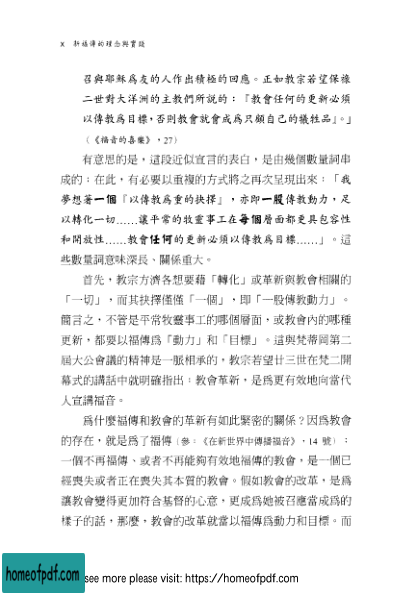 x 新福傳的理念與實踐
召與耶穌為友的人作出積極的回應。正如教宗若望保祿
二世對大洋洲的主教們所說的：『教會任何的更新必須
以傳教為目標，否則教會就會成為只顧自己的犧牲品』。」
（《福音的喜樂》，27）
有意思的是，這段近似宣言的表白，是由幾個數量詞串
成的；在此，有必要以重複的方式將之再次呈現出來：「我
夢想著一個『以傳教為重的抉擇』，亦即一股傳教動力，足
以轉化一切……讓平常的牧靈事工在每個層面都更具包容性
和開放性……教會任何的更新必須以傳教為目標……」。這
些數量詞意味深長、關係重大。
首先，教宗方濟各想要藉「轉化」或革新與教會相關的
「一切」，而其抉擇僅僅「一個」，即「一股傳教動力」。
簡言之，不管是平常牧靈事工的哪個層面，或教會內的哪種
更新，都要以福傳為「動力」和「目標」。這與梵蒂岡第二
屆大公會議的精神是一脈相承的，教宗若望廿三世在梵二開
幕式的講話中就明確指出：教會革新，是為更有效地向當代
人宣講福音。
為什麼福傳和教會的革新有如此緊密的關係？因為教會
的存在，就是為了福傳（參：《在新世界中傳播福音》，14 號）：
一個不再福傳、或者不再能夠有效地福傳的教會，是一個已
經喪失或者正在喪失其本質的教會。假如教會的改革，是為
讓教會變得更加符合基督的心意，更成為她被召應當成為的
樣子的話，那麼，教會的改革就當以福傳為動力和目標。而
homeofpdf.com
see more please visit: https://homeofpdf.com